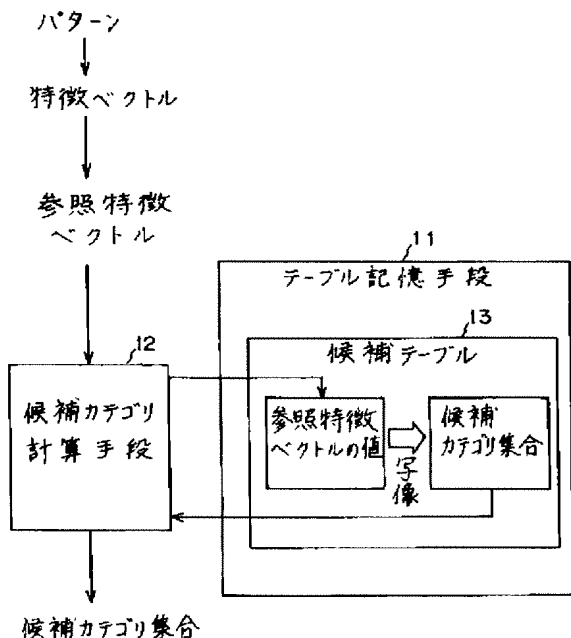 パターン
特徴ベクトル
参照特徴
ベクトル
11
テーブル記憶手段
12
13
候補テーブル
候補カテゴリ
計算手段
参照特徴
ベクトルの値
写像
候補
カテゴリ集合
候補カテゴリ集合